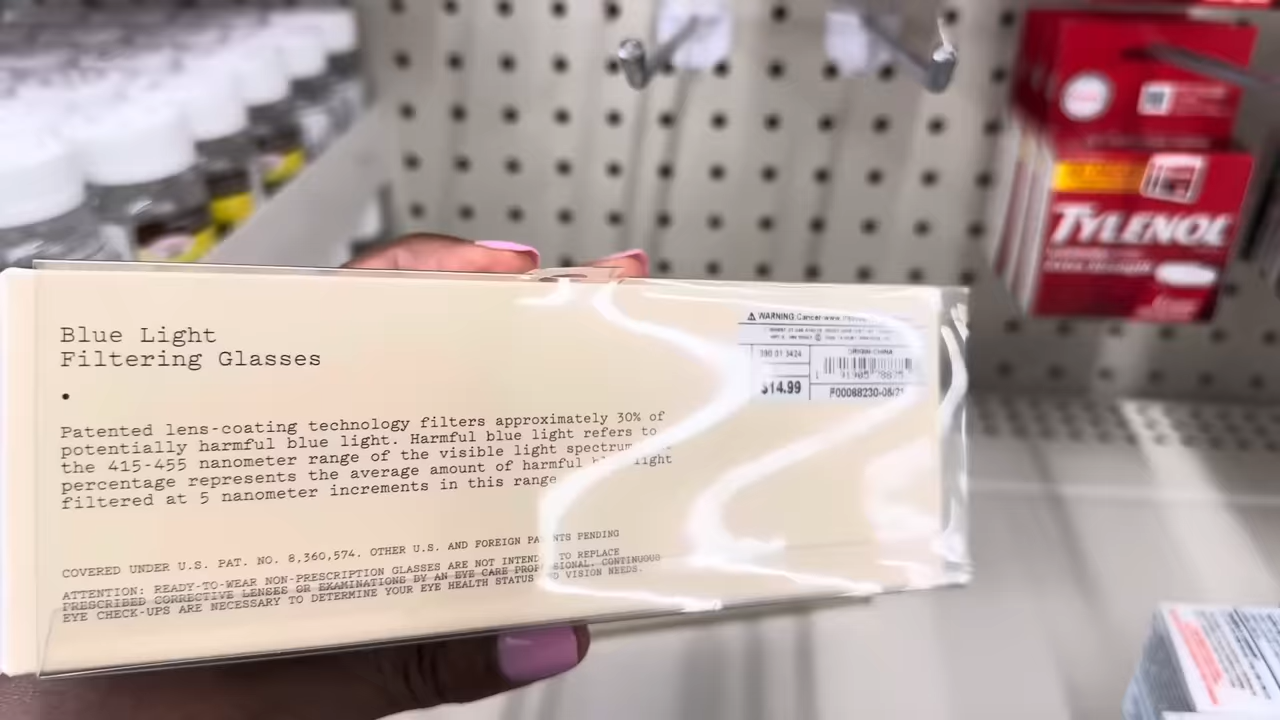 Blue Light
Filtering Glasses
Patented lens-coating technology filters approximately 30% of
potentially harmful blue light. Harmful blue light refers to
the 415-455 nanometer range of the visible light
percentage represents the average amount of harmful light
filtered at 5 nanometer increments in this range
COVERED UNDER U.S. PAT. NO. 8,360,574. OTHER U.S. AND FOREIGN PENDING
ATTENTION: READY-TO-WEAR NON-PRESCRIPTION GLASSES ARE NOT TO REPLACE
PRESCRIBED CORRECTIVE LENSES OR EXAMINATIONS BY AN EYE CARE CONTINUOUS
EYE CHECK-UPS ARE NECESSARY TO DETERMINE YOUR EYE HEALTH STATUS VISION NEEDS.
⚠ WARNING: Cancer-
ORIGIN-CHINA
$14.99
TYLENOL